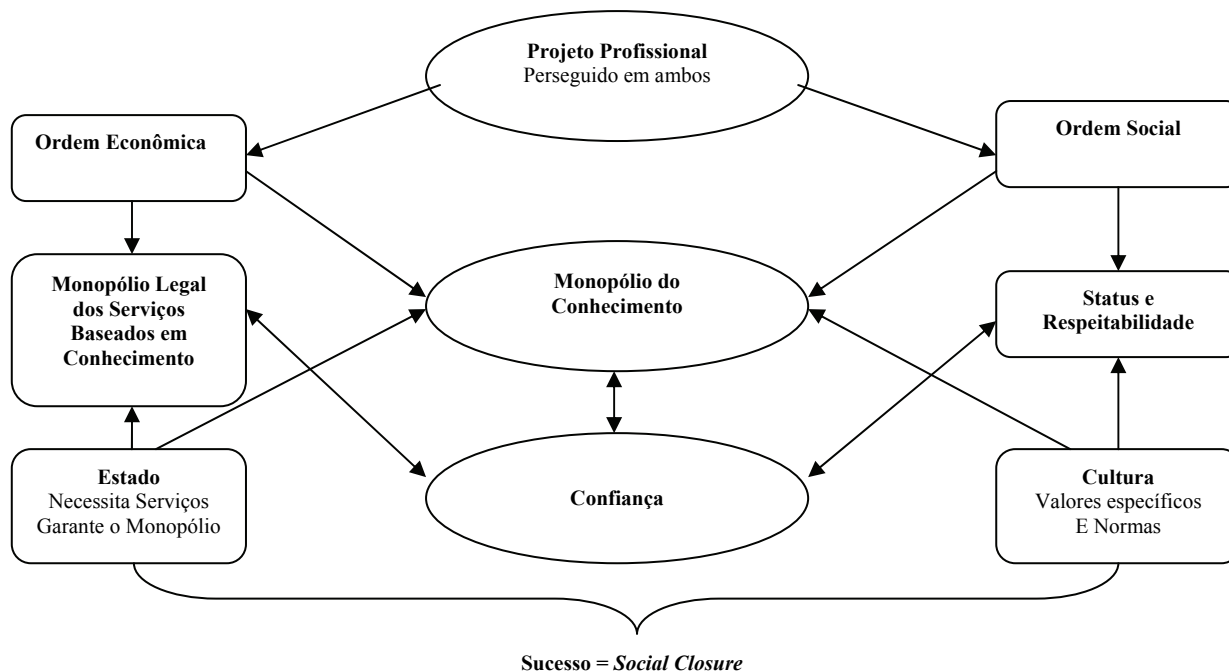 Projeto Profissional
Perseguido em ambos
Ordem Econômica
Ordem Social
Monopólio Legal
dos Serviços
Baseados em
Conhecimento
Monopólio do
Conhecimento
Status e
Respeitabilidade
Estado
Necessita Serviços
Garante o Monopólio
Confiança
Cultura
Valores específicos
E Normas
Sucesso = Social Closure